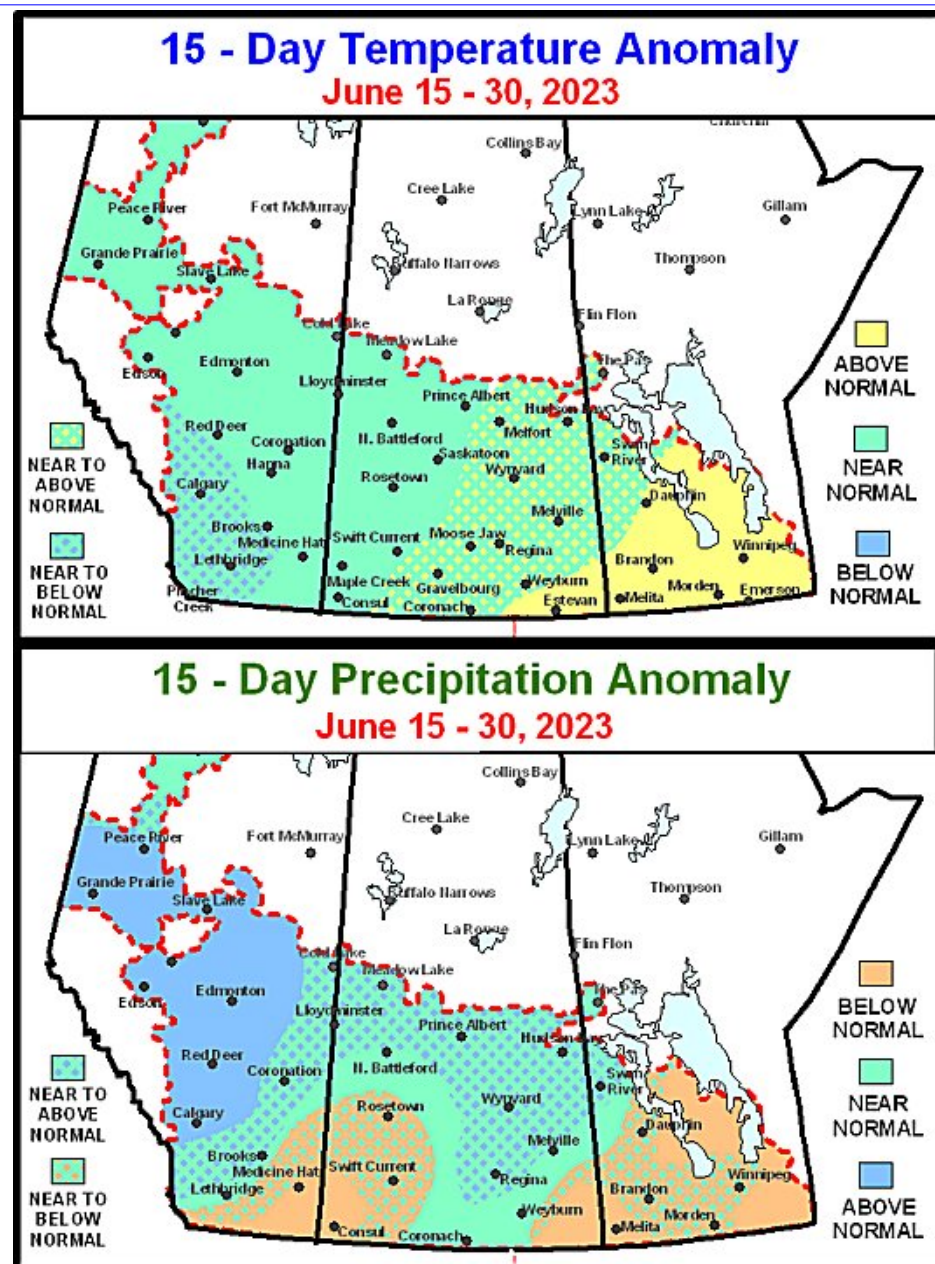 15 - Day Temperature Anomaly
June 15 - 30, 2023
Collins Bay
Cree Lake
Peace River
Fort McMurray
Lynn Lake
Gillam
Grande Prairie
Slave Lake
Buffalo Narrows
Thompson
La Ronge
Flin Flon
Cold Lake
Meadow Lake
The Pas
Edson
Edmonton
Lloydminster
Prince Albert
Hudson Bay
ABOVE
NORMAL
Red Deer
Coronation
N. Battleford
Melfort
Hanna
Saskatoon
Swan
River
NEAR TO
ABOVE
NORMAL
Calgary
Rosetown
Wynyard
Dauphin
NEAR
NORMAL
Brooks
Melville
Medicine Hat
Swift Current
Moose Jaw
Regina
Winnipeg
NEAR TO
BELOW
NORMAL
Lethbridge
Maple Creek
Gravelbourg
Weyburn
Brandon
Morden
BELOW
NORMAL
Pincher
Creek
Consul
Coronach
Estevan
Melita
Emerson
15 - Day Precipitation Anomaly
June 15 - 30, 2023
Collins Bay
Cree Lake
Peace River
Fort McMurray
Lynn Lake
Gillam
Grande Prairie
Slave Lake
Buffalo Narrows
Thompson
La Ronge
Flin Flon
Cold Lake
Meadow Lake
The Pas
Edson
Edmonton
Lloydminster
Prince Albert
Hudson Bay
BELOW
NORMAL
Red Deer
Coronation
N. Battleford
Swan
River
NEAR TO
ABOVE
NORMAL
Calgary
Rosetown
Wynyard
Dauphin
NEAR
NORMAL
Brooks
Melville
Medicine Hat
Swift Current
Regina
Winnipeg
NEAR TO
BELOW
NORMAL
Lethbridge
Weyburn
Brandon
Morden
ABOVE
NORMAL
Consul
Coronach
Melita